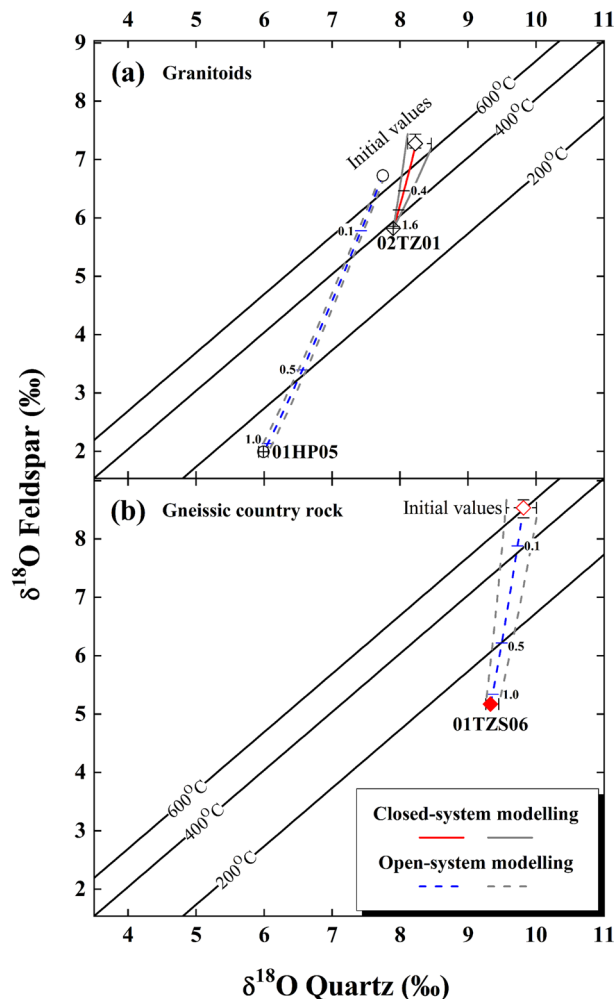 4 5 6 7 8 9 10 11
9
(a) Granitoids
8
Initial values
600°C
400°C
200°C
7
0.4
6
0.1
1.6
02TZ01
5
4
0.5
3
2
1.0
01HP05
(b) Gneissic country rock
Initial values
8
0.1
7
6
0.5
5
1.0
01TZS06
4
3
600°C
400°C
200°C
2
Closed-system modelling
Open-system modelling
4 5 6 7 8 9 10 11
δ¹⁸O Quartz (‰)
δ¹⁸O Feldspar (‰)